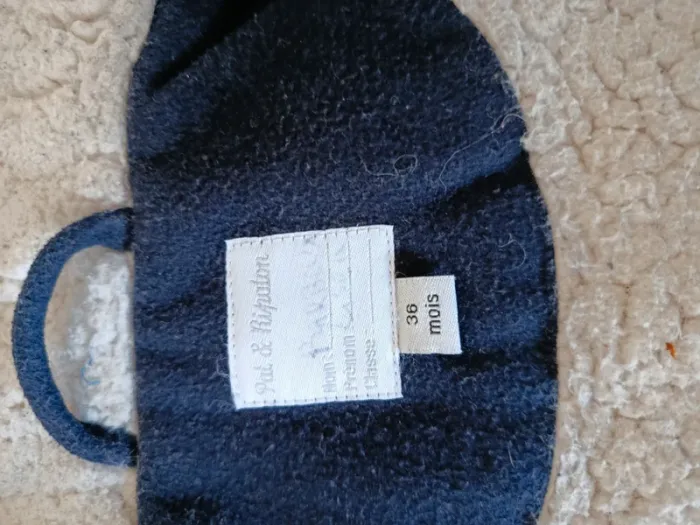 Pat & Ripaton
Nom:
Prénom
Classe
36
mois